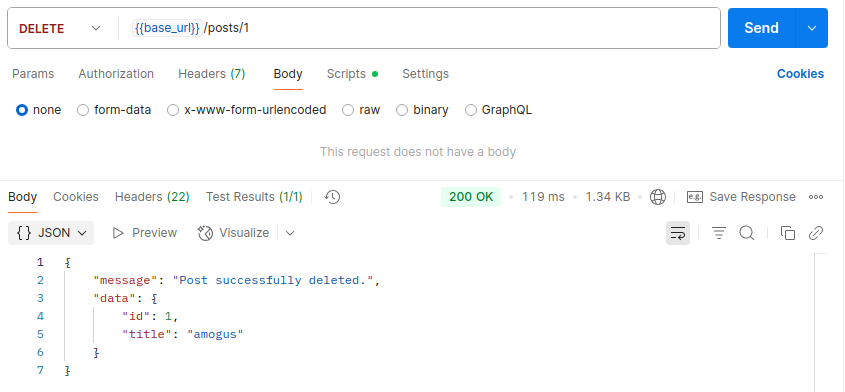 DELETE {{base_url}}/posts/1 Send
Params Authorization Headers (7) Body Scripts Settings Cookies
none form-data x-www-form-urlencoded raw binary GraphQL
This request does not have a body
Body Cookies Headers (22) Test Results (1/1) 200 OK 119 ms 1.34 KB e.g. Save Response
{} JSON Preview Visualize
1 {
2 "message": "Post successfully deleted.",
3 "data": {
4 "id": 1,
5 "title": "amogus"
6 }
7 }